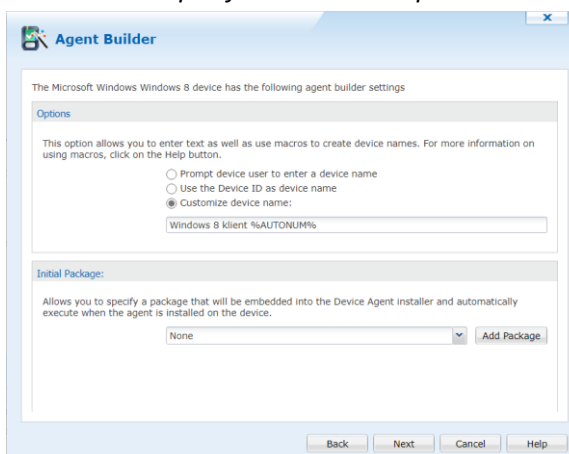 Agent Builder
The Microsoft Windows Windows 8 device has the following agent builder settings
Options
This option allows you to enter text as well as use macros to create device names. For more information on
using macros, click on the Help button.
Prompt device user to enter a device name
Use the Device ID as device name
Customize device name:
Windows 8 klient %AUTONUM%
Initial Package:
Allows you to specify a package that will be embedded into the Device Agent installer and automatically
execute when the agent is installed on the device.
None
Add Package
Back Next Cancel Help